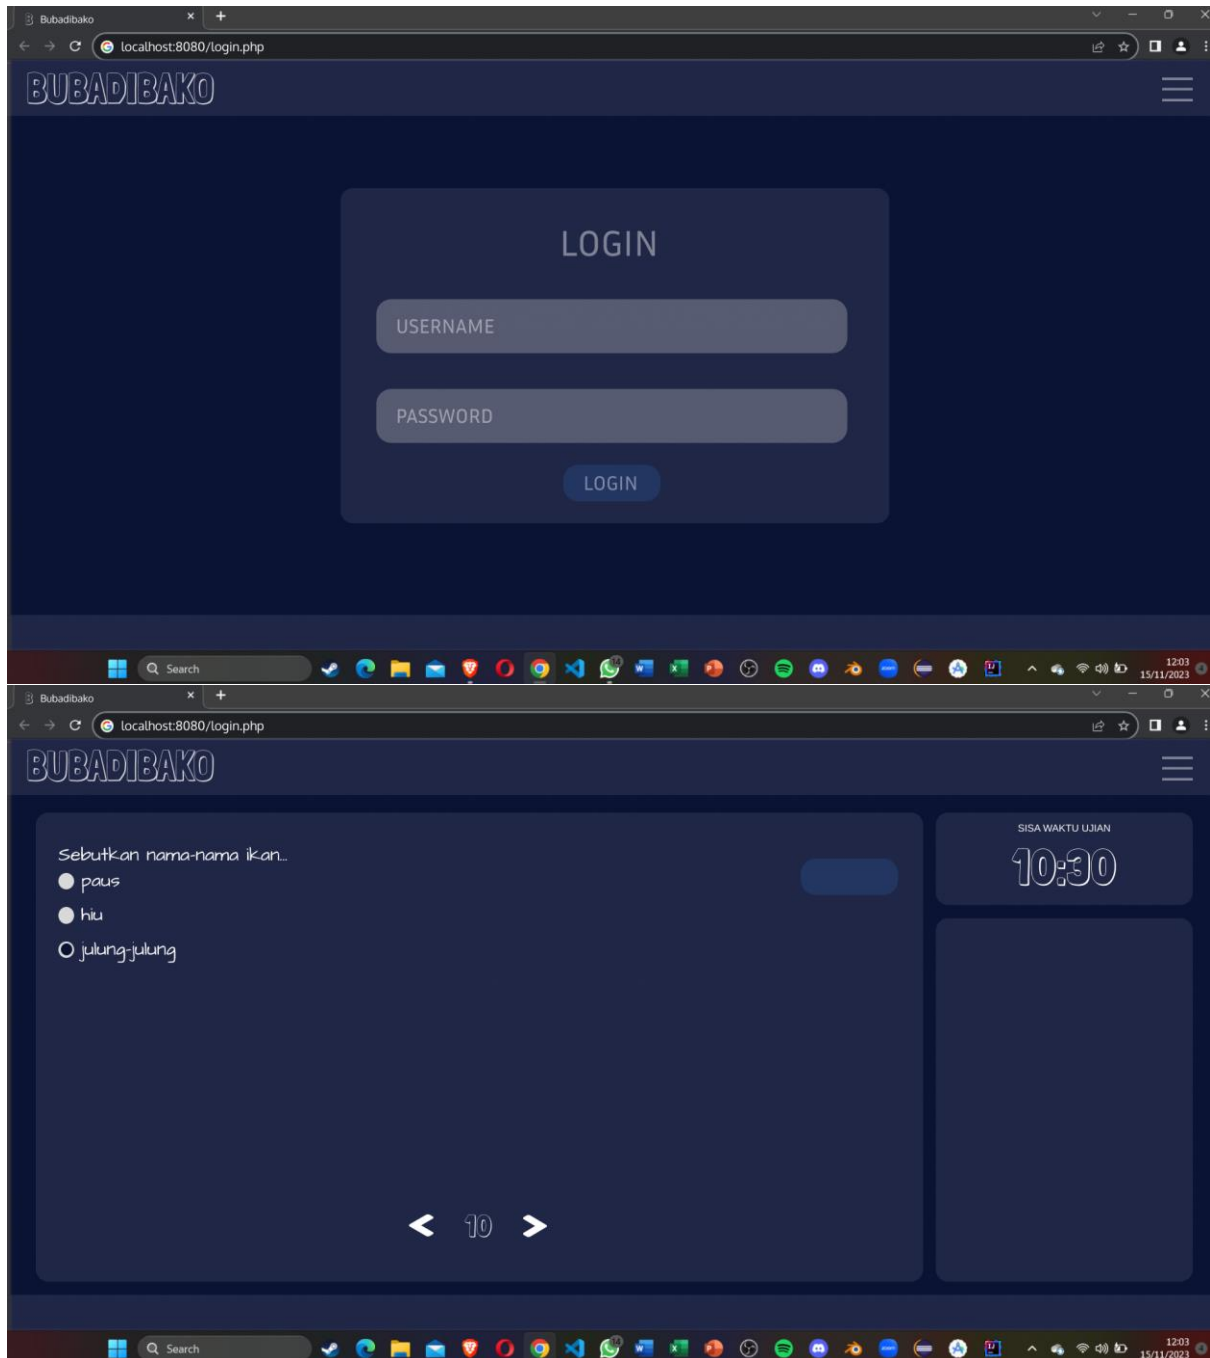 Bubadibako
localhost:8080/login.php
BUBADIBAKO
LOGIN
USERNAME
PASSWORD
LOGIN
Search
12:03
15/11/2023
Bubadibako
localhost:8080/login.php
BUBADIBAKO
Sebutkan nama-nama ikan...
paus
hiu
julung-julung
SISA WAKTU UJIAN
10:30
10
Search
12:03
15/11/2023